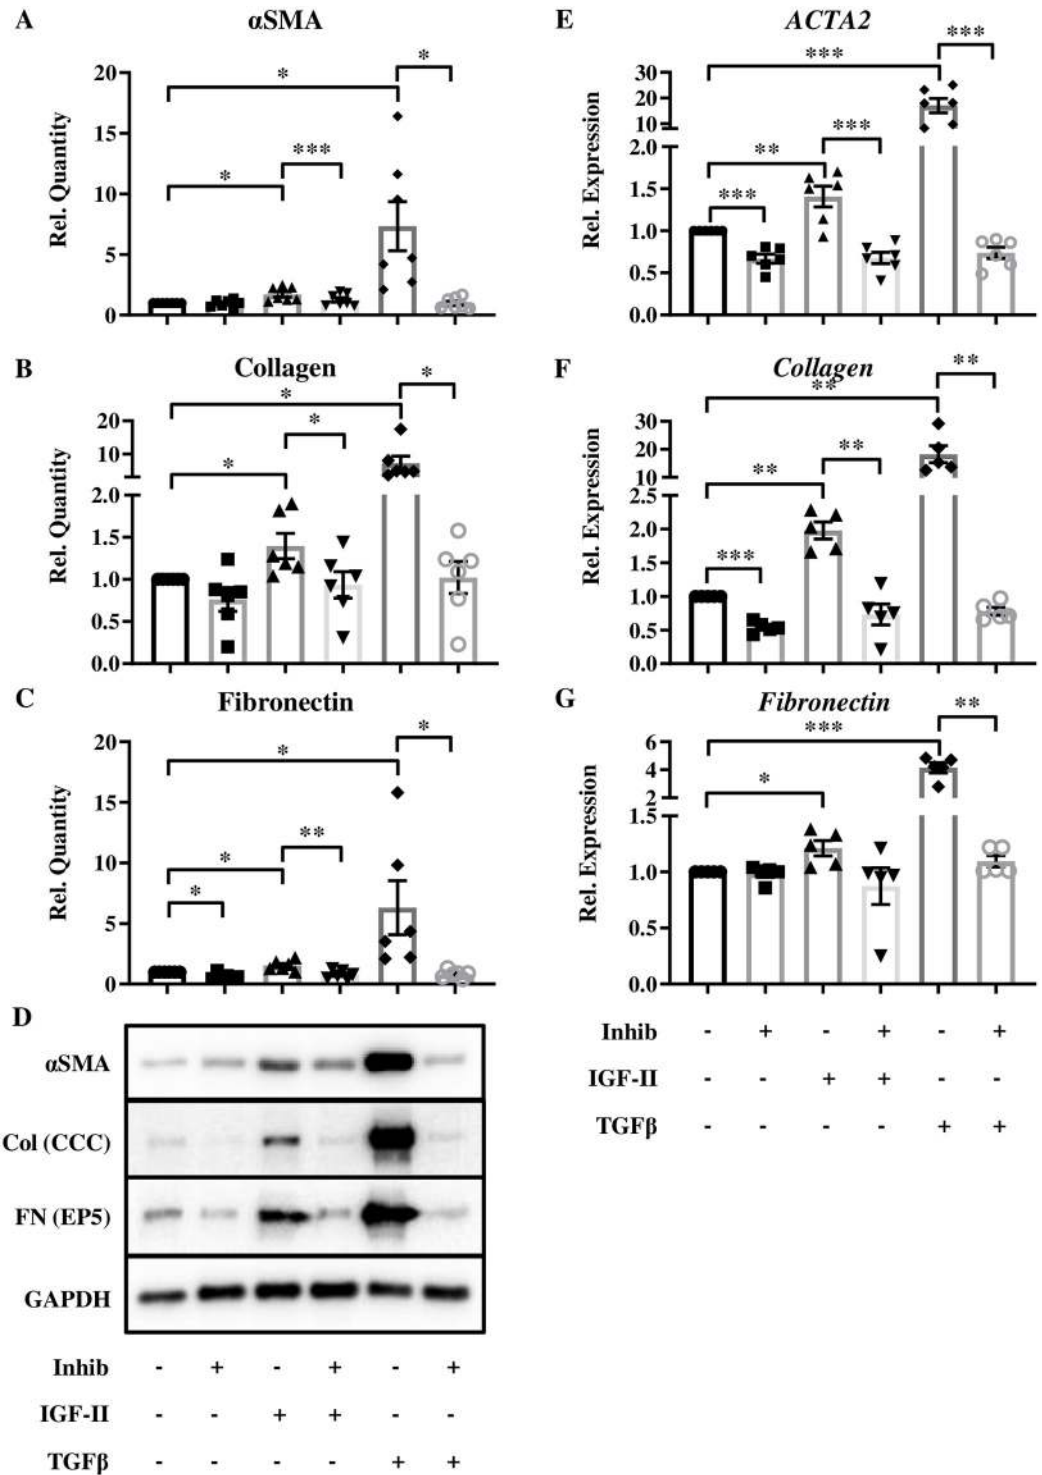 A
αSMA
*
*
***
*
Rel. Quantity
20
15
10
5
0
B
Collagen
*
*
*
*
Rel. Quantity
20
10
2.0
1.5
1.0
0.5
0.0
C
Fibronectin
*
*
**
*
*
Rel. Quantity
20
15
10
5
0
D
αSMA
Col (CCC)
FN (EP5)
GAPDH
Inhib - + - + - +
IGF-II - - + + - -
TGFβ - - - - + +
E
ACTA2
***
***
***
**
***
Rel. Expression
30
20
10
2.0
1.5
1.0
0.5
0.0
F
Collagen
**
**
**
**
***
Rel. Expression
30
20
10
2.5
2.0
1.5
1.0
0.5
0.0
G
Fibronectin
**
***
*
Rel. Expression
6
4
2
1.5
1.0
0.5
0.0
Inhib - + - + - +
IGF-II - - + + - -
TGFβ - - - - + +